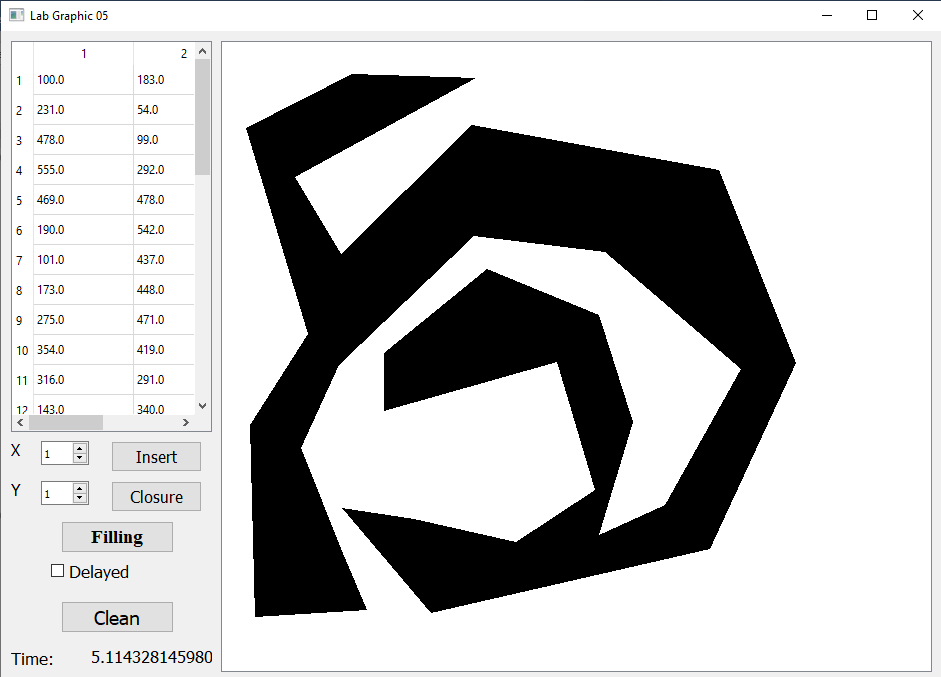 Lab Graphic 05
1 2
1 100.0 183.0
2 231.0 54.0
3 478.0 99.0
4 555.0 292.0
5 469.0 478.0
6 190.0 542.0
7 101.0 437.0
8 173.0 448.0
9 275.0 471.0
10 354.0 419.0
11 316.0 291.0
12 143.0 340.0
X 1 Insert
Y 1 Closure
Filling
Delayed
Clean
Time: 5.114328145980